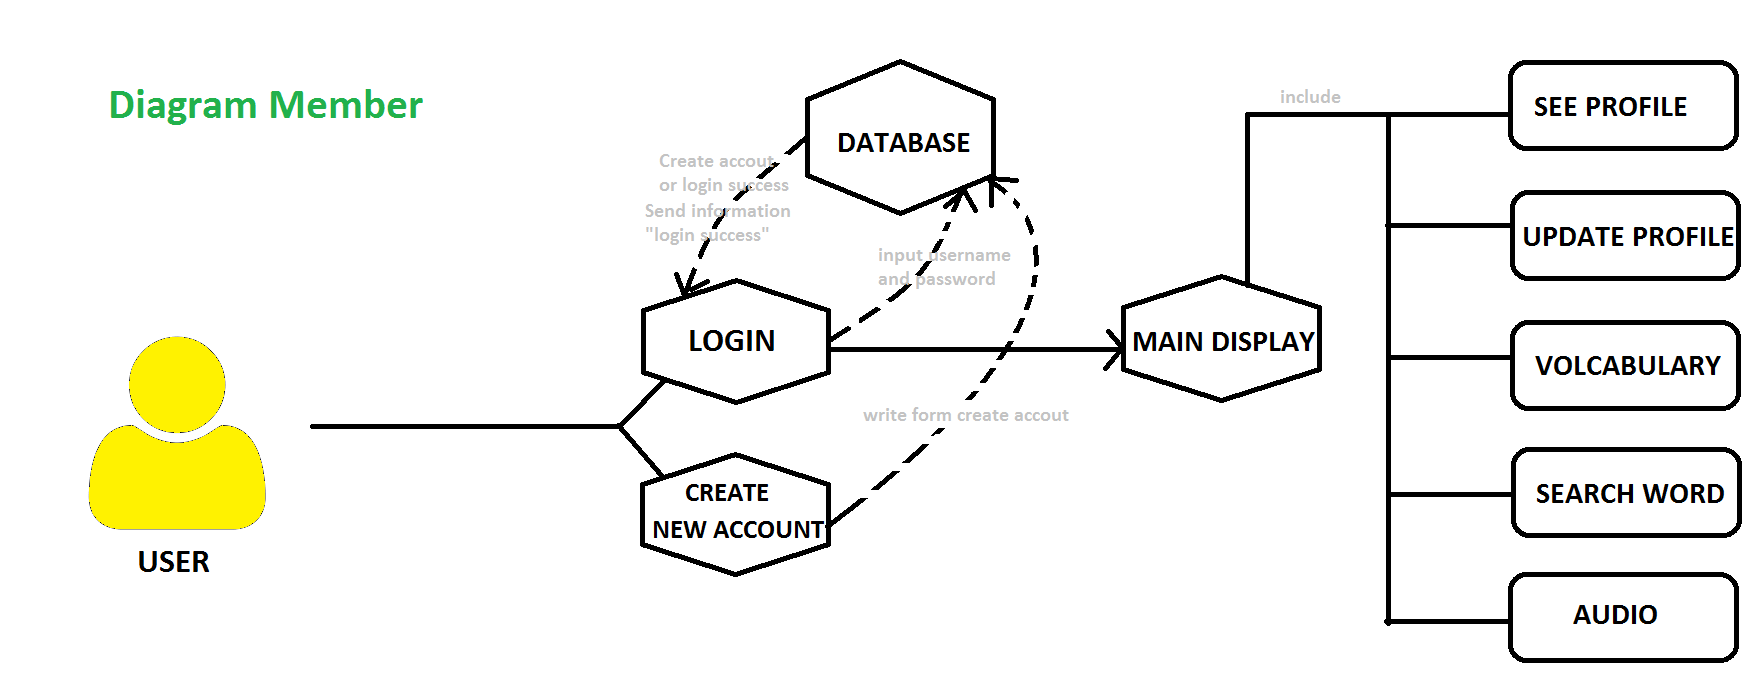 Diagram Member
USER
DATABASE
Create accout
or login success
Send information
"login success"
input username
and password
LOGIN
CREATE
NEW ACCOUNT
write form create accout
MAIN DISPLAY
include
SEE PROFILE
UPDATE PROFILE
VOLCABULARY
SEARCH WORD
AUDIO